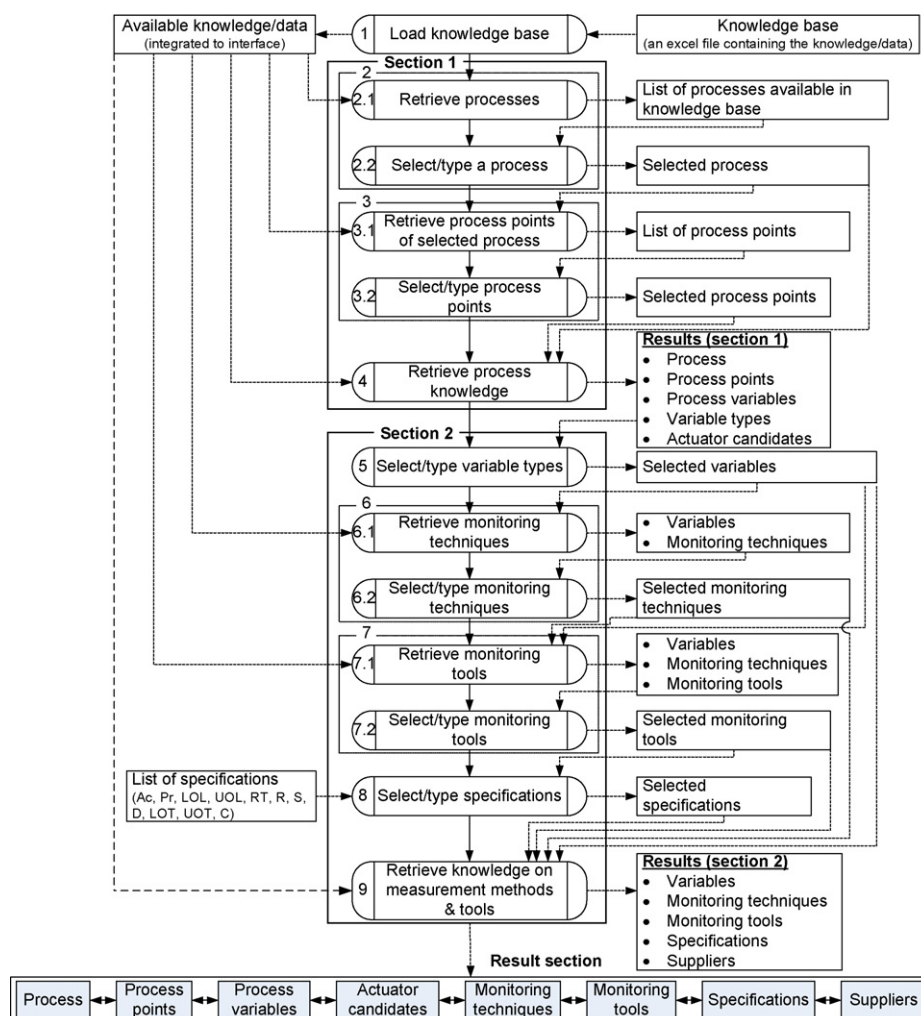 Available knowledge/data
(integrated to interface)
1
Load knowledge base
Knowledge base
(an excel file containing the knowledge/data)
Section 1
2
2.1
Retrieve processes
List of processes available in
knowledge base
2.2
Select/type a process
Selected process
3
3.1
Retrieve process points
of selected process
List of process points
3.2
Select/type process
points
Selected process points
4
Retrieve process
knowledge
Results (section 1)
• Process
• Process points
• Process variables
• Variable types
• Actuator candidates
Section 2
5
Select/type variable types
Selected variables
6
6.1
Retrieve monitoring
techniques
• Variables
• Monitoring techniques
6.2
Select/type monitoring
techniques
Selected monitoring
techniques
7
7.1
Retrieve monitoring
tools
• Variables
• Monitoring techniques
• Monitoring tools
7.2
Select/type monitoring
tools
Selected monitoring
tools
List of specifications
(Ac, Pr, LOL, UOL, RT, R, S,
D, LOT, UOT, C)
8
Select/type specifications
Selected
specifications
9
Retrieve knowledge on
measurement methods
& tools
Results (section 2)
• Variables
• Monitoring techniques
• Monitoring tools
• Specifications
• Suppliers
Result section
Process
Process
points
Process
variables
Actuator
candidates
Monitoring
techniques
Monitoring
tools
Specifications
Suppliers